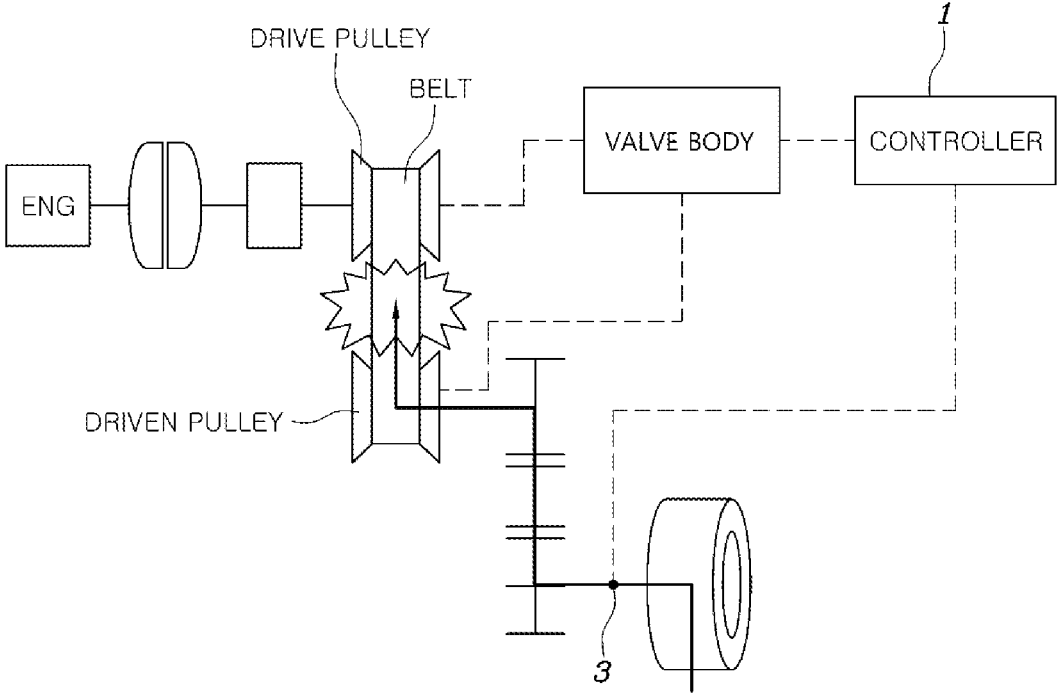 1
DRIVE PULLEY
BELT
VALVE BODY
CONTROLLER
ENG
DRIVEN PULLEY
3